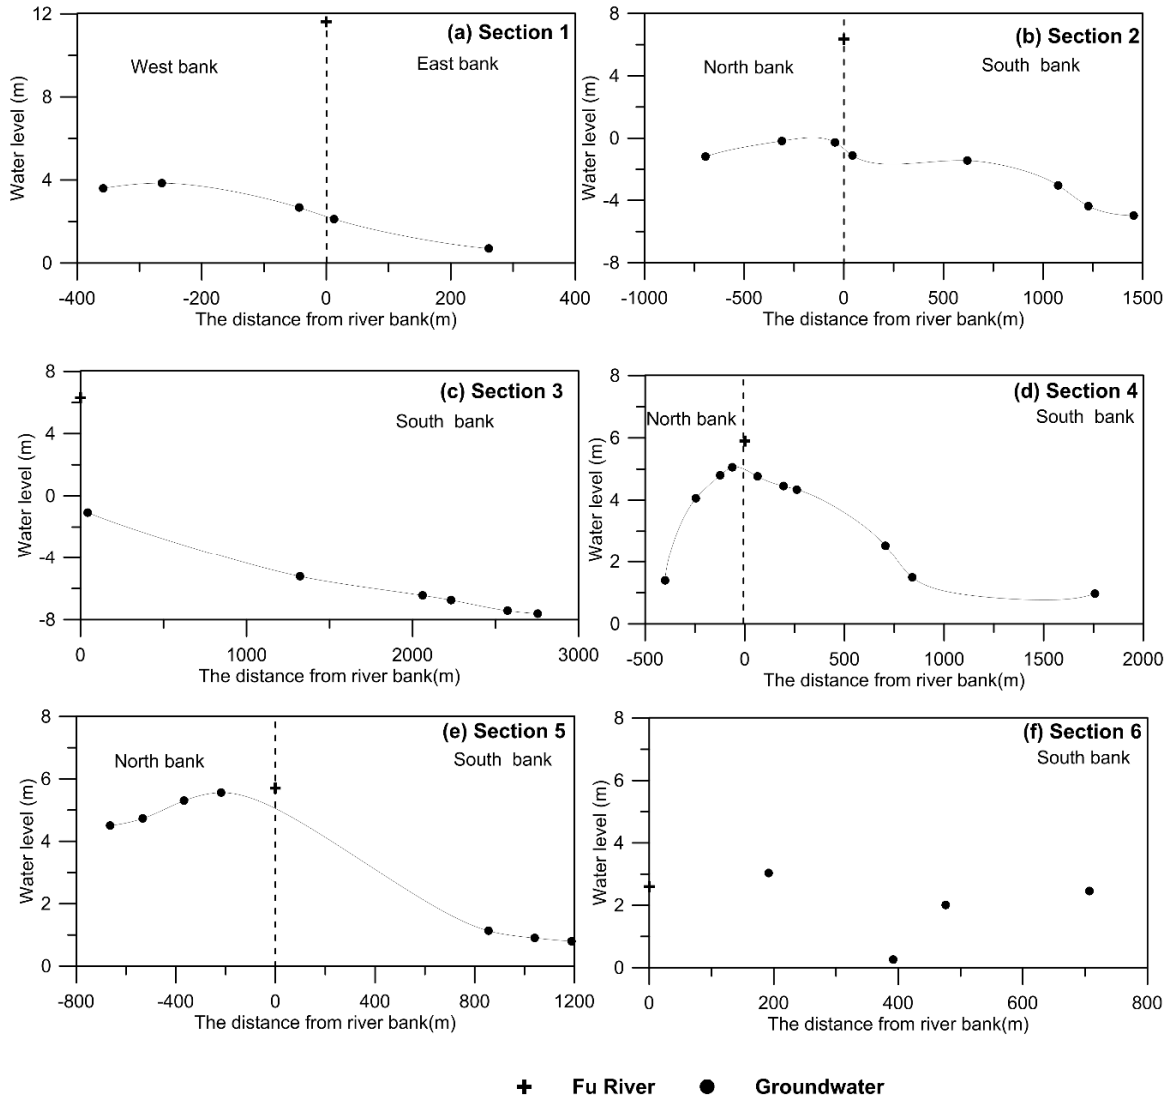 (a) Section 1
West bank
East bank
Water level (m)
12
8
4
0
-400
-200
0
200
400
The distance from river bank(m)
(b) Section 2
North bank
South bank
Water level (m)
8
4
0
-4
-8
-1000
-500
0
500
1000
1500
The distance from river bank(m)
(c) Section 3
South bank
Water level (m)
8
4
0
-4
-8
0
1000
2000
3000
The distance from river bank(m)
(d) Section 4
North bank
South bank
Water level (m)
8
6
4
2
0
-500
0
500
1000
1500
2000
The distance from river bank(m)
(e) Section 5
North bank
South bank
Water level (m)
8
6
4
2
0
-800
-400
0
400
800
1200
The distance from river bank(m)
(f) Section 6
South bank
Water level (m)
8
6
4
2
0
0
200
400
600
800
The distance from river bank(m)
Fu River
Groundwater